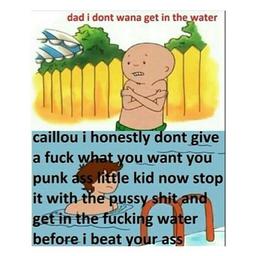 dad i dont wana get in the water
caillou i honestly dont give
a fuck what you want you
punk ass little kid now stop
it with the pussy shit and
get in the fucking water
before i beat your ass